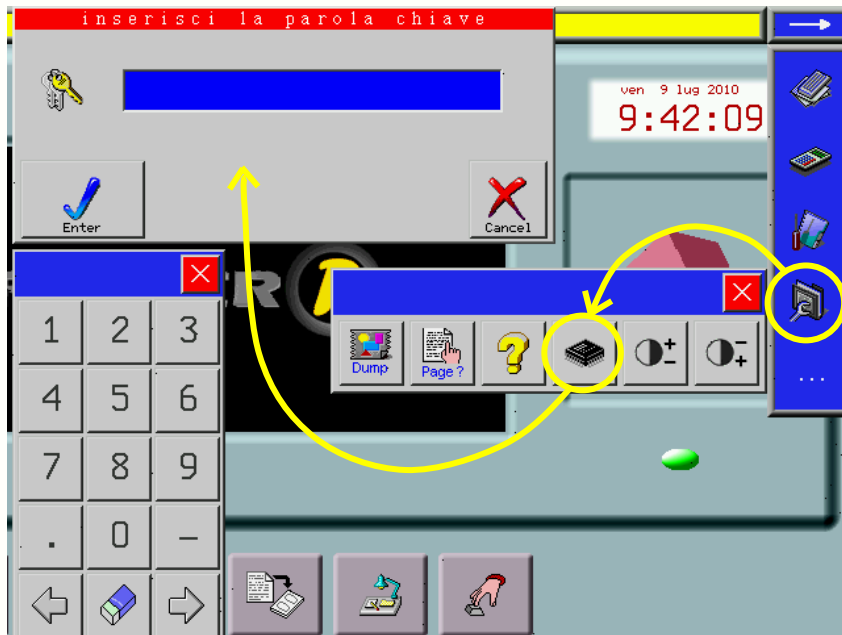 inserisci la parola chiave
ven 9 lug 2010
9:42:09
Enter
Cancel
ER
1 2 3
Dump
Page ?
4 5 6
...
7 8 9
. 0 -